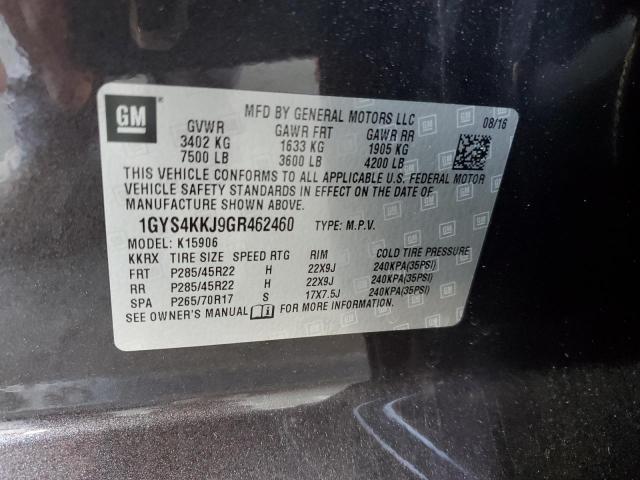 GM
MFD BY GENERAL MOTORS LLC
08/16
GVWR GAWR FRT GAWR RR
3402 KG 1633 KG 1905 KG
7500 LB 3600 LB 4200 LB
THIS VEHICLE CONFORMS TO ALL APPLICABLE U.S. FEDERAL MOTOR
VEHICLE SAFETY STANDARDS IN EFFECT ON THE DATE OF
MANUFACTURE SHOWN ABOVE.
1GYS4KKJ9GR462460 TYPE: M.P.V.
MODEL: K15906
KKRX TIRE SIZE SPEED RTG RIM COLD TIRE PRESSURE
FRT P285/45R22 H 22X9J 240KPA(35PSI)
RR P285/45R22 H 22X9J 240KPA(35PSI)
SPA P265/70R17 S 17X7.5J 240KPA(35PSI)
SEE OWNER'S MANUAL FOR ADDITIONAL INFORMATION.